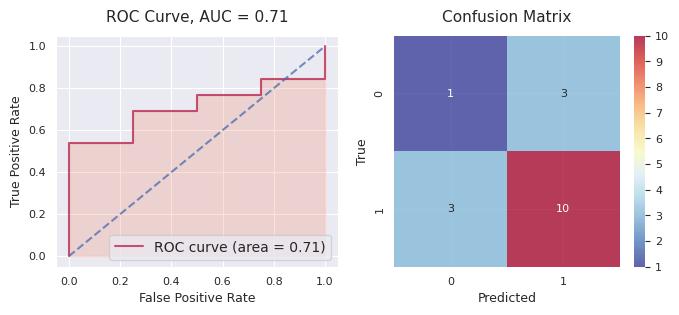 ROC Curve, AUC = 0.71
True Positive Rate
1.0
0.8
0.6
0.4
0.2
0.0
ROC curve (area = 0.71)
0.0 0.2 0.4 0.6 0.8 1.0
False Positive Rate
Confusion Matrix
True
0
1
1 3
3 10
0 1
Predicted
10
9
8
7
6
5
4
3
2
1